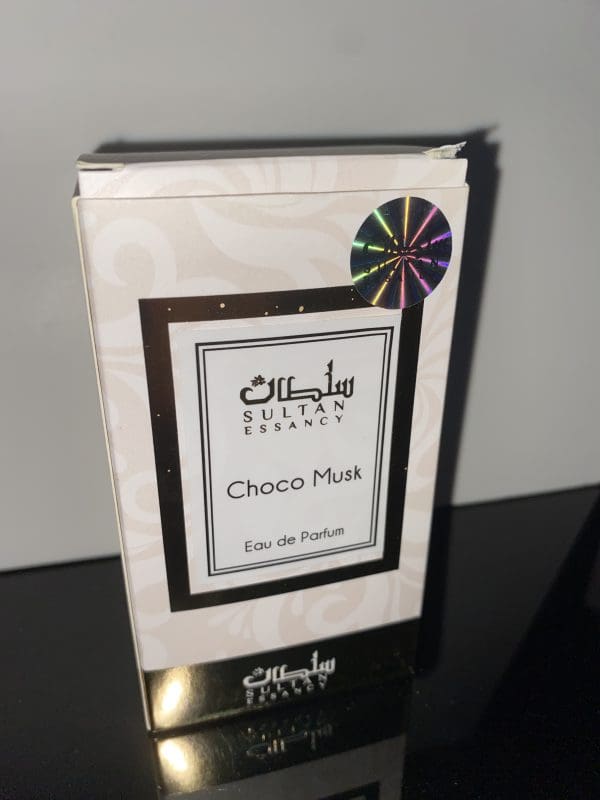 سلطان
SULTAN
ESSANCY
Choco Musk
Eau de Parfum
سلطان
SULTAN
ESSANCY